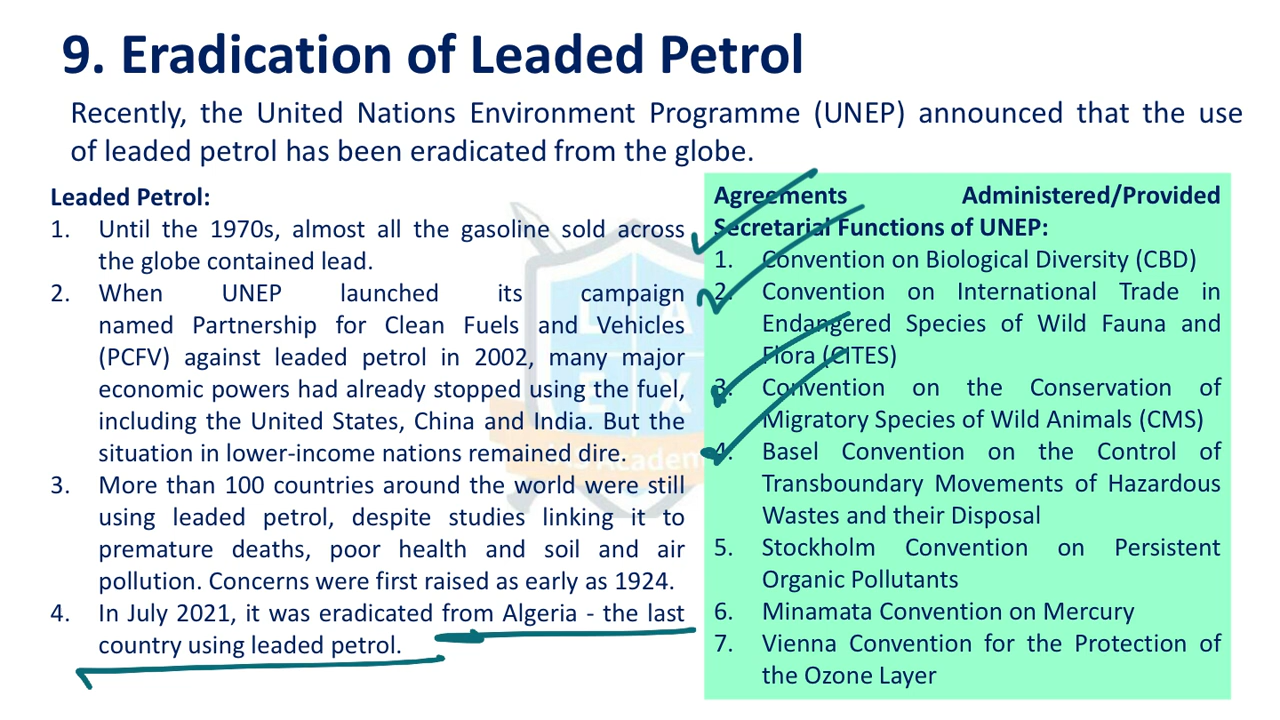 9. Eradication of Leaded Petrol
Recently, the United Nations Environment Programme (UNEP) announced that the use
of leaded petrol has been eradicated from the globe.
Leaded Petrol:
1. Until the 1970s, almost all the gasoline sold across
the globe contained lead.
2. When UNEP launched its campaign
named Partnership for Clean Fuels and Vehicles
(PCFV) against leaded petrol in 2002, many major
economic powers had already stopped using the fuel,
including the United States, China and India. But the
situation in lower-income nations remained dire.
3. More than 100 countries around the world were still
using leaded petrol, despite studies linking it to
premature deaths, poor health and soil and air
pollution. Concerns were first raised as early as 1924.
4. In July 2021, it was eradicated from Algeria - the last
country using leaded petrol.
Agreements Administered/Provided
Secretarial Functions of UNEP:
1. Convention on Biological Diversity (CBD)
2. Convention on International Trade in
Endangered Species of Wild Fauna and
Flora (CITES)
3. Convention on the Conservation of
Migratory Species of Wild Animals (CMS)
4. Basel Convention on the Control of
Transboundary Movements of Hazardous
Wastes and their Disposal
5. Stockholm Convention on Persistent
Organic Pollutants
6. Minamata Convention on Mercury
7. Vienna Convention for the Protection of
the Ozone Layer
L A
E X
Academ